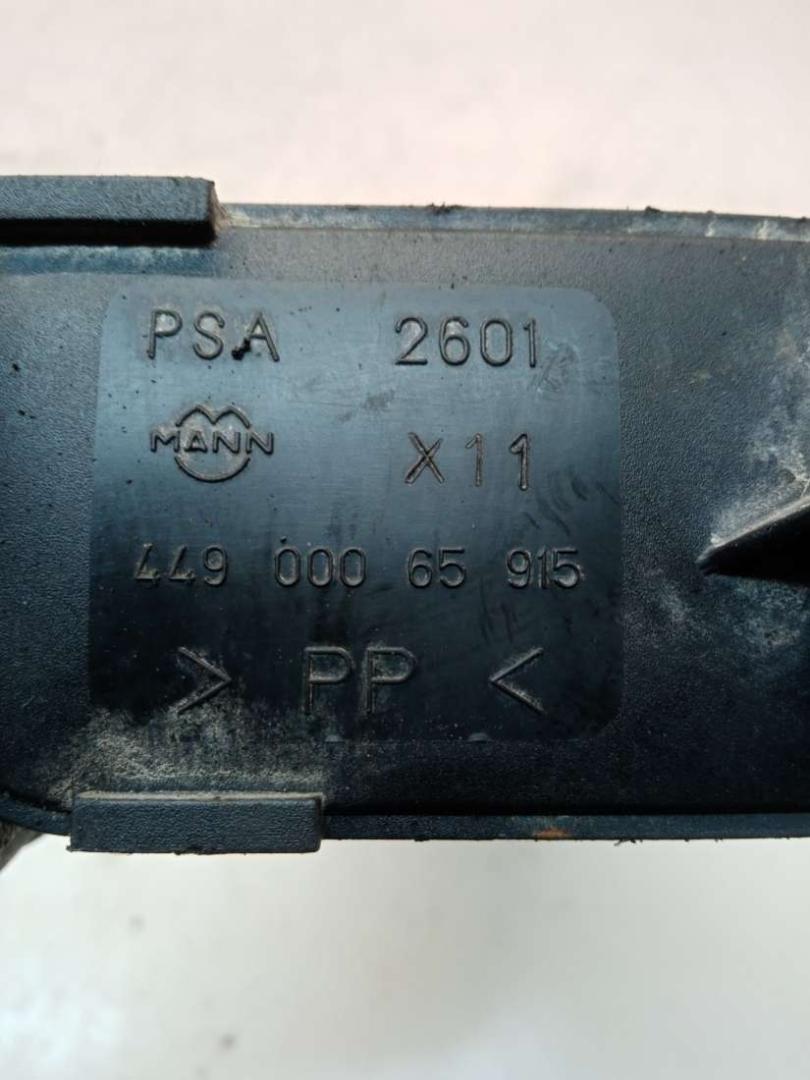 PSA 2601
MANN X11
449 000 65 915
> PP <